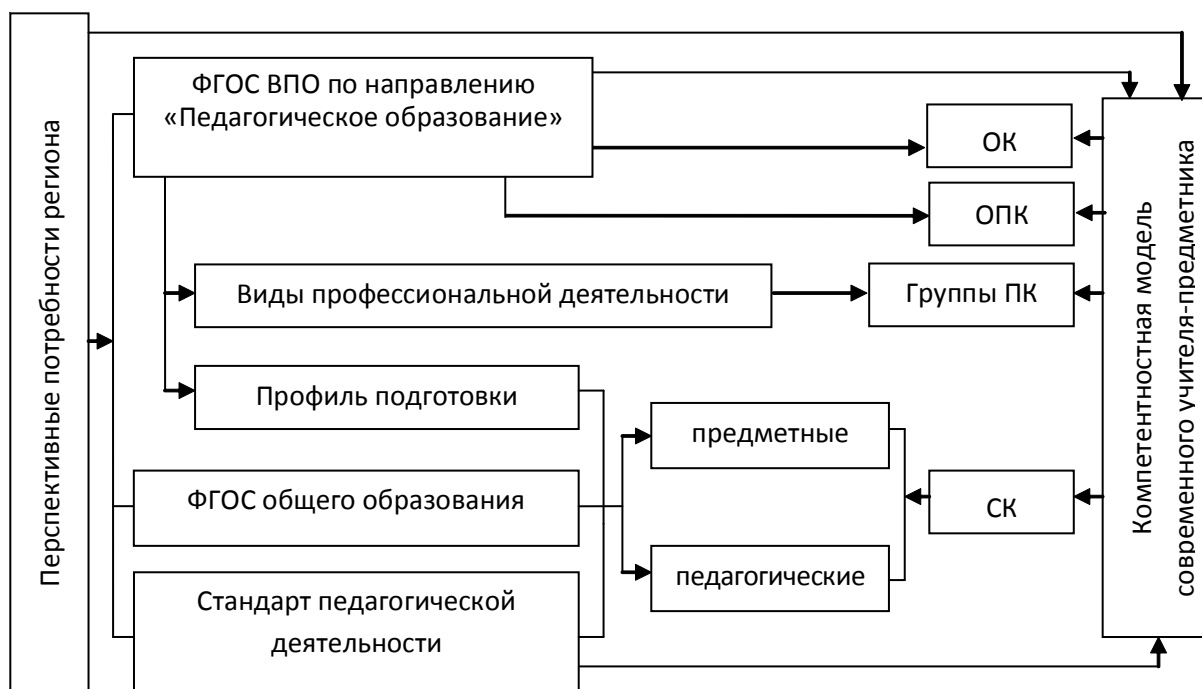 Перспективные потребности региона
ФГОС ВПО по направлению
«Педагогическое образование»
ОК
ОПК
Виды профессиональной деятельности
Группы ПК
Профиль подготовки
предметные
ФГОС общего образования
СК
педагогические
Стандарт педагогической
деятельности
Компетентностная модель
современного учителя-предметника